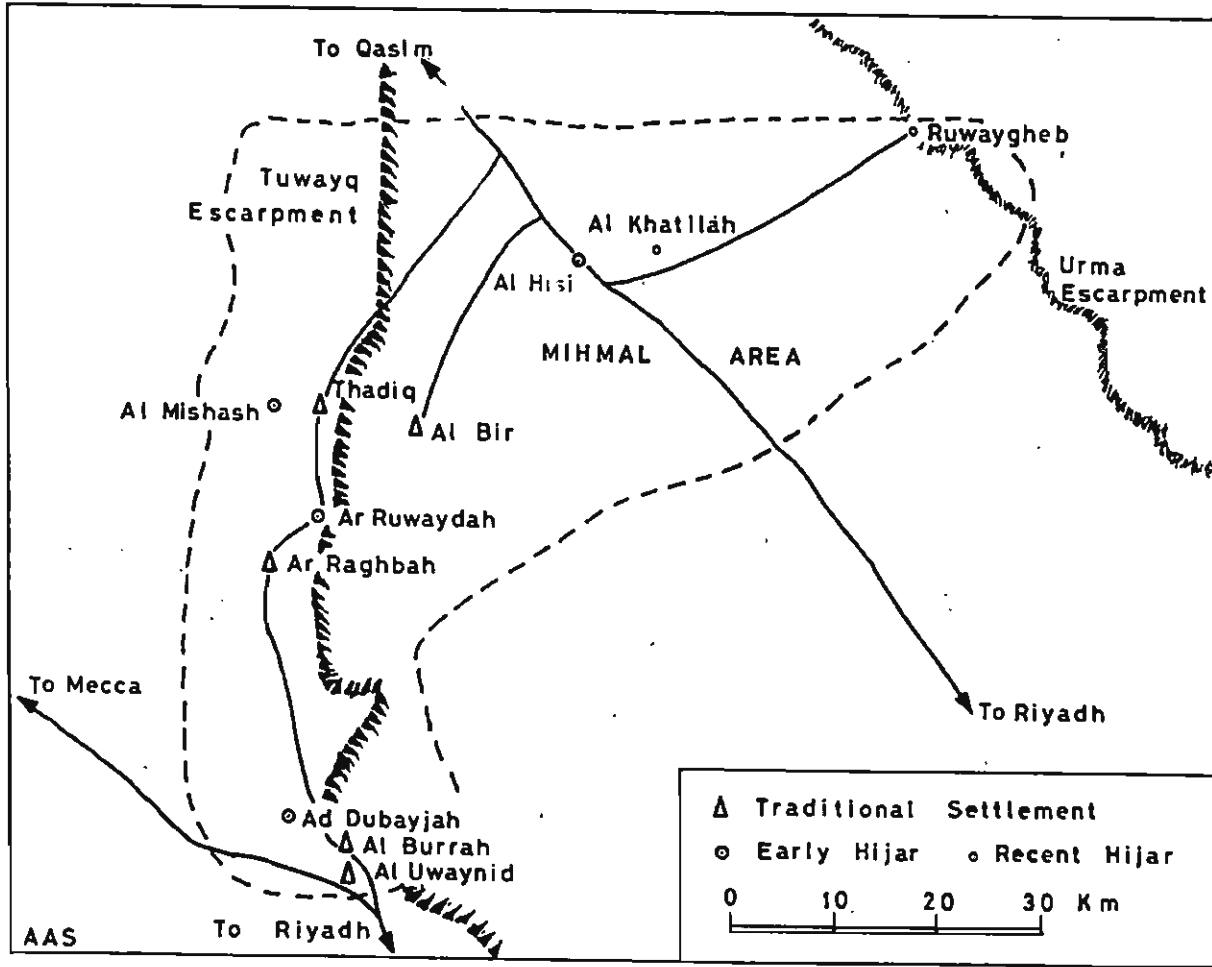 To Qasim
Ruwaygheb
Tuwayq
Escarpment
Al Khatilah
Al Hisi
Urma
Escarpment
MIHMAL AREA
Thadiq
Al Mishash
Al Bir
Ar Ruwaydah
Ar Raghbah
To Mecca
To Riyadh
Ad Dubayjah
Al Burrah
Al Uwaynid
To Riyadh
AAS
Traditional Settlement
Early Hijar Recent Hijar
0 10 20 30 Km